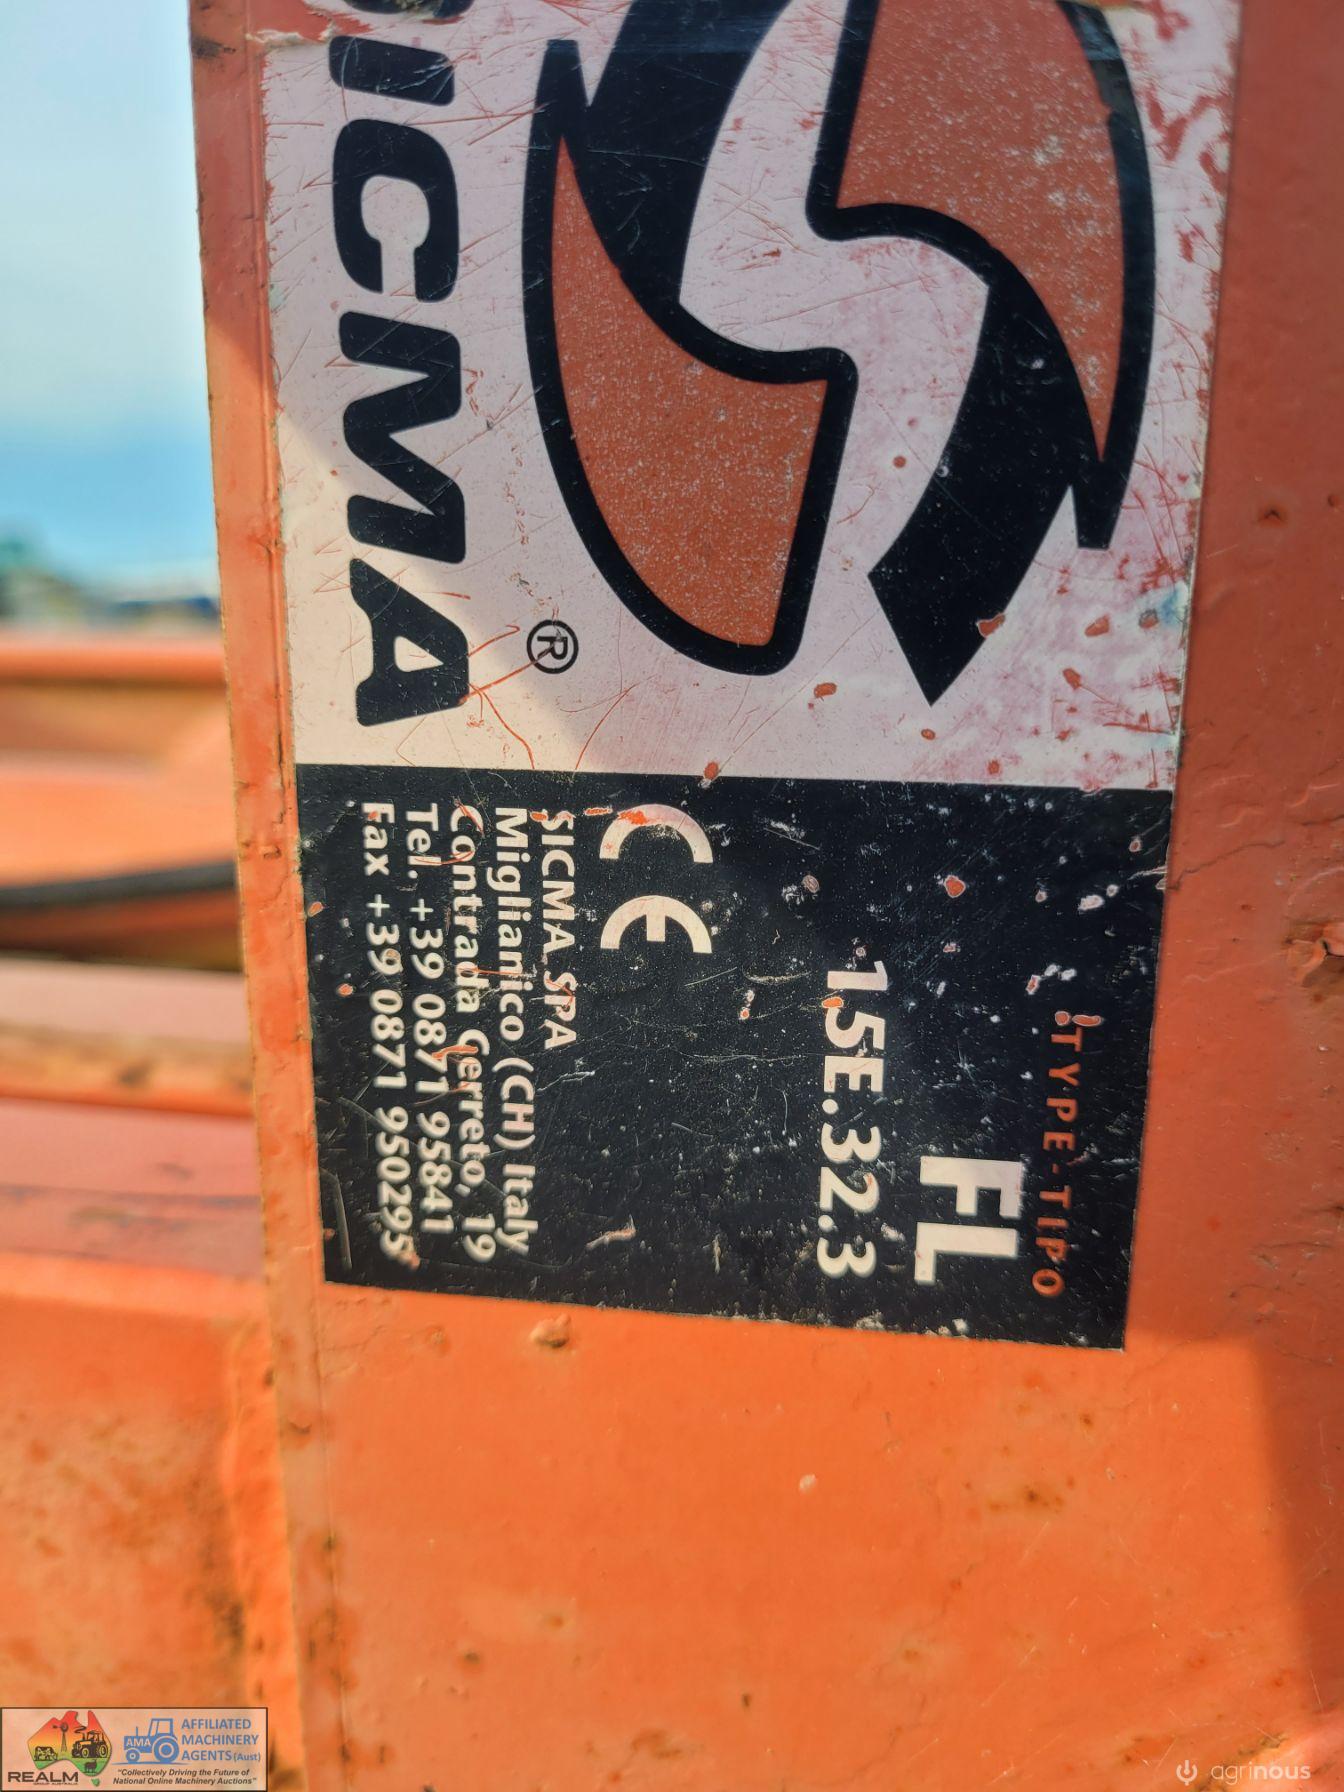 SICMA
®
TYPE-TIPO
FL
15E.32.3
CE
SICMA SPA
Miglianico (CH) Italy
Contrada Cerreto, 19
Tel. +39 0871 95841
Fax +39 0871 950295
REALM
GROUP AUSTRALIA
AMA
AFFILIATED
MACHINERY
AGENTS (Aust)
"Collectively Driving the Future of
National Online Machinery Auctions"
agrinous